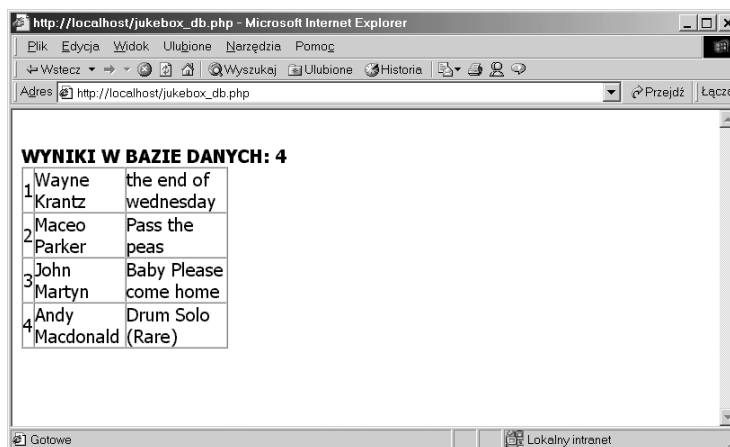 http://localhost/jukebox_db.php - Microsoft Internet Explorer
Plik Edycja Widok Ulubione Narzędzia Pomoc
Wstecz Wyszukaj Ulubione Historia
Adres http://localhost/jukebox_db.php Przejdź Łącze
WYNIKI W BAZIE DANYCH: 4
1 Wayne Krantz the end of wednesday
2 Maceo Parker Pass the peas
3 John Martyn Baby Please come home
4 Andy Macdonald Drum Solo (Rare)
Gotowe Lokalny intranet